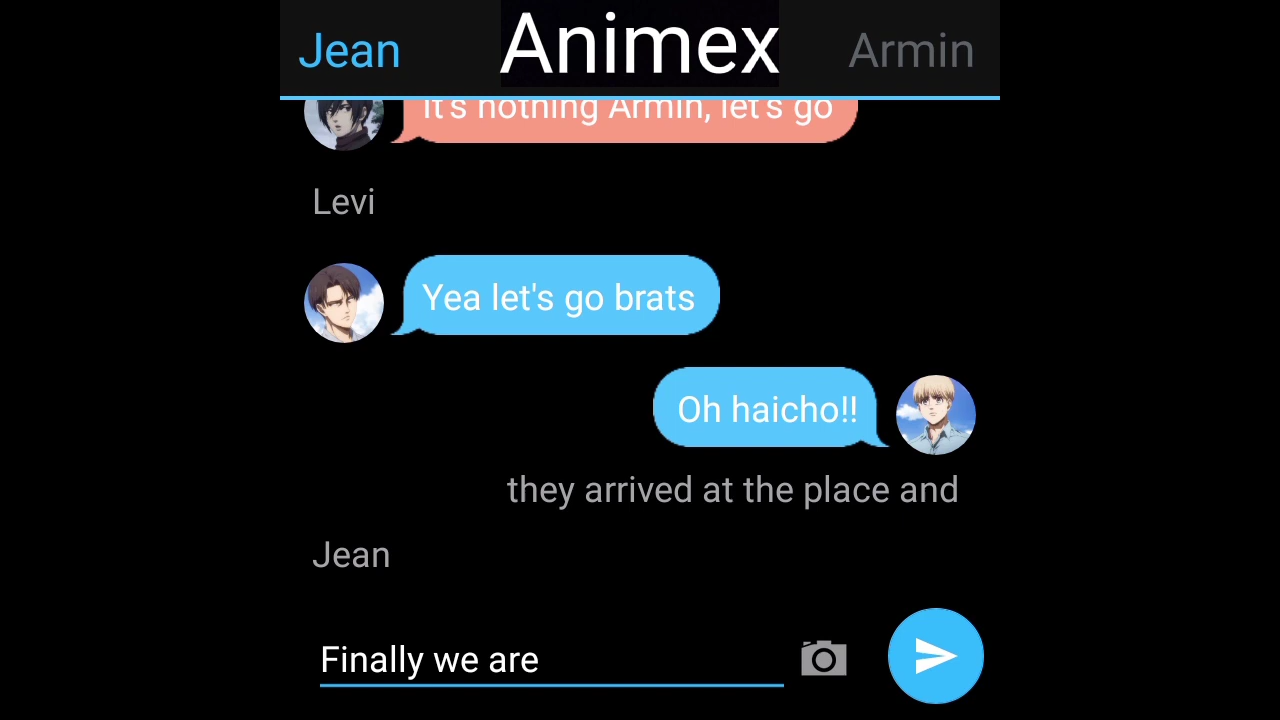 Jean Animex Armin
It's nothing Armin, let's go
Levi
Yea let's go brats
Oh haicho!!
they arrived at the place and
Jean
Finally we are